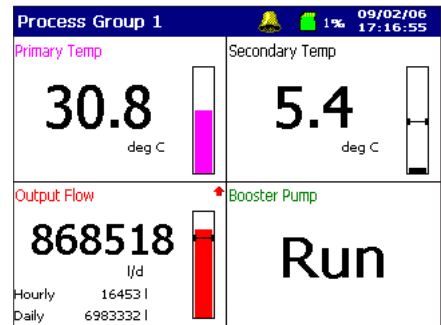 Process Group 1
1%
09/02/06
17:16:55
Primary Temp
30.8
deg C
Secondary Temp
5.4
deg C
Output Flow
868518
l/d
Hourly 16453 l
Daily 6983332 l
Booster Pump
Run